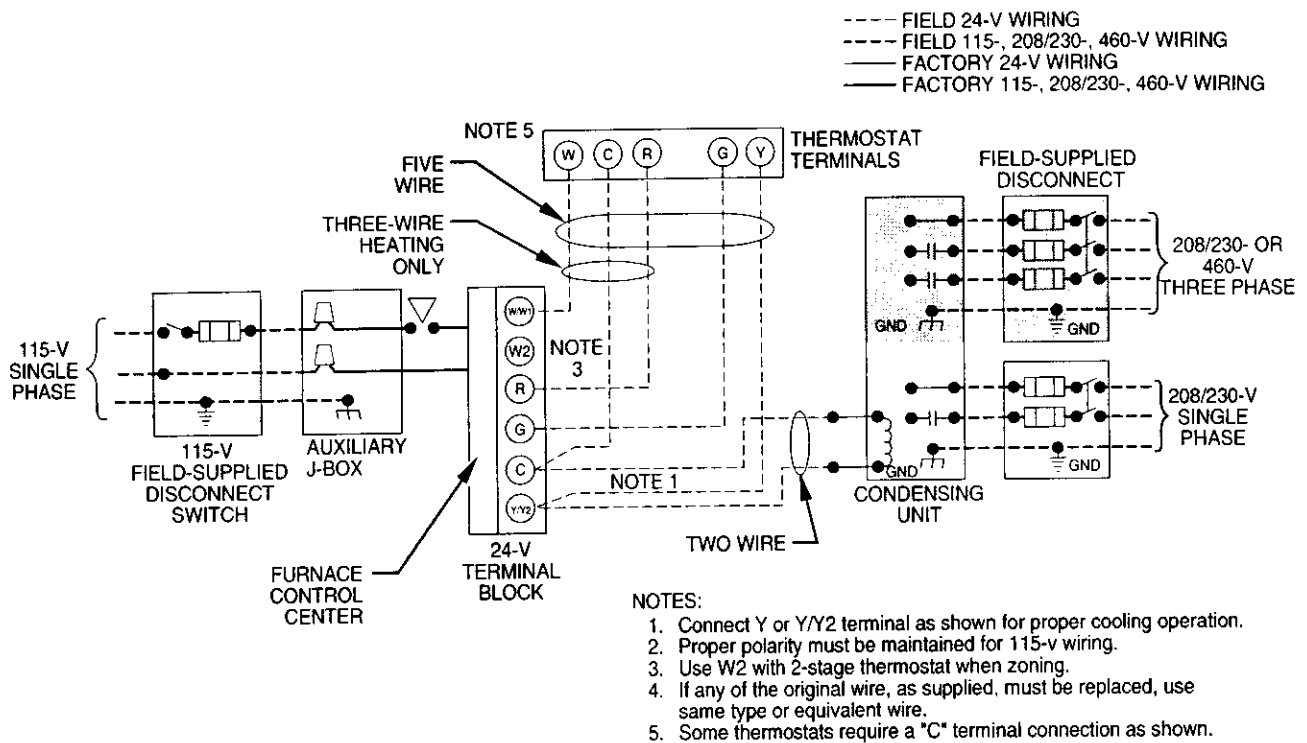 FIELD 24-V WIRING
FIELD 115-, 208/230-, 460-V WIRING
FACTORY 24-V WIRING
FACTORY 115-, 208/230-, 460-V WIRING
NOTE 5
W
C
R
G
Y
THERMOSTAT
TERMINALS
FIVE
WIRE
THREE-WIRE
HEATING
ONLY
FIELD-SUPPLIED
DISCONNECT
208/230- OR
460-V
THREE PHASE
GND
GND
115-V
SINGLE
PHASE
W/W1
W2
R
G
C
Y/Y2
NOTE
3
NOTE 1
208/230-V
SINGLE
PHASE
GND
GND
115-V
FIELD-SUPPLIED
DISCONNECT
SWITCH
AUXILIARY
J-BOX
CONDENSING
UNIT
TWO WIRE
FURNACE
CONTROL
CENTER
24-V
TERMINAL
BLOCK
NOTES:
1. Connect Y or Y/Y2 terminal as shown for proper cooling operation.
2. Proper polarity must be maintained for 115-v wiring.
3. Use W2 with 2-stage thermostat when zoning.
4. If any of the original wire, as supplied, must be replaced, use
same type or equivalent wire.
5. Some thermostats require a "C" terminal connection as shown.